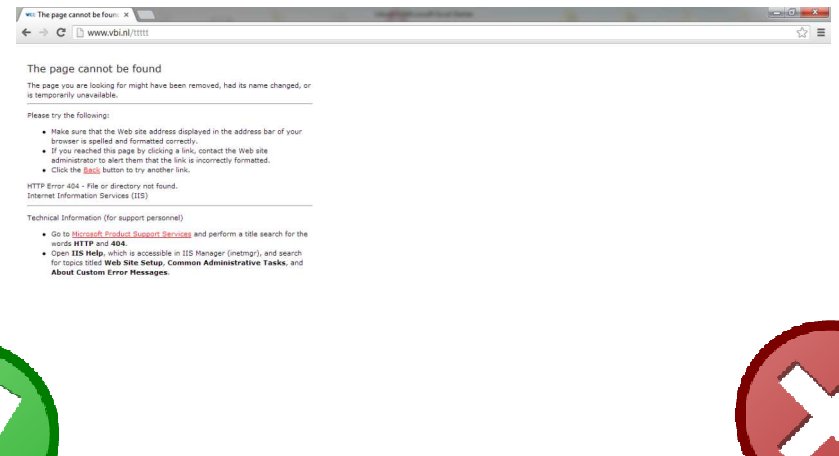 The page cannot be found
www.vbi.nl/ttttt
The page cannot be found
The page you are looking for might have been removed, had its name changed, or
is temporarily unavailable.
Please try the following:
• Make sure that the Web site address displayed in the address bar of your
browser is spelled and formatted correctly.
• If you reached this page by clicking a link, contact the Web site
administrator to alert them that the link is incorrectly formatted.
• Click the Back button to try another link.
HTTP Error 404 - File or directory not found.
Internet Information Services (IIS)
Technical Information (for support personnel)
• Go to Microsoft Product Support Services and perform a title search for the
words HTTP and 404.
• Open IIS Help, which is accessible in IIS Manager (inetmgr), and search
for topics titled Web Site Setup, Common Administrative Tasks, and
About Custom Error Messages.